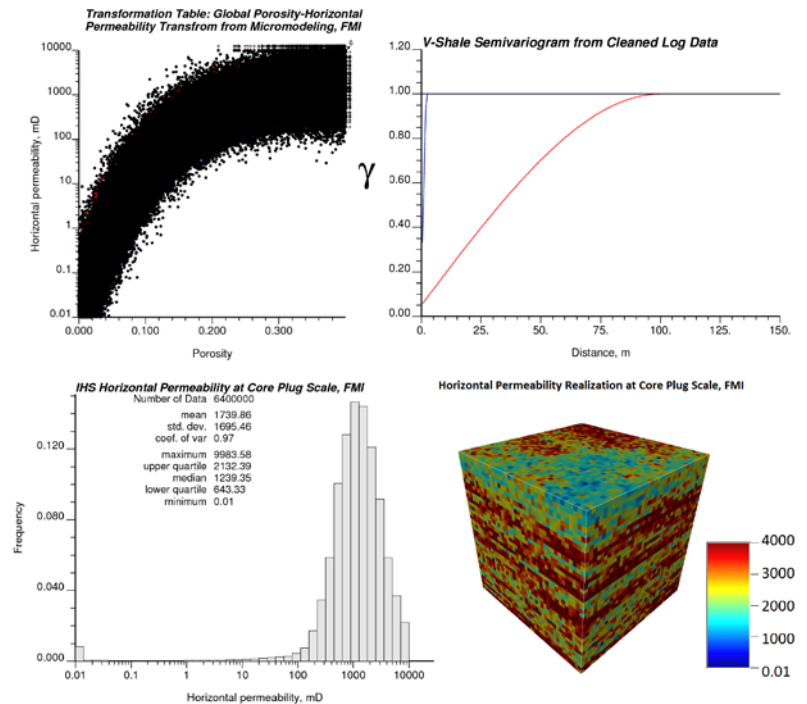 Transformation Table: Global Porosity-Horizontal
Permeability Transfrom from Micromodeling, FMI
10000
1000
100
10
1
0.1
0.01
Horizontal permeability, mD
0.000
0.100
0.200
0.300
Porosity
V-Shale Semivariogram from Cleaned Log Data
γ
1.20
1.00
0.80
0.60
0.40
0.20
0.00
0.
25.
50.
75.
100.
125.
150.
Distance, m
IHS Horizontal Permeability at Core Plug Scale, FMI
Number of Data 6400000
mean 1739.86
std. dev. 1695.46
coef. of var 0.97
maximum 9983.58
upper quartile 2132.39
median 1239.35
lower quartile 643.33
minimum 0.01
Frequency
0.120
0.080
0.040
0.000
0.01
0.1
1
10
100
1000
10000
Horizontal permeability, mD
Horizontal Permeability Realization at Core Plug Scale, FMI
4000
3000
2000
1000
0.01